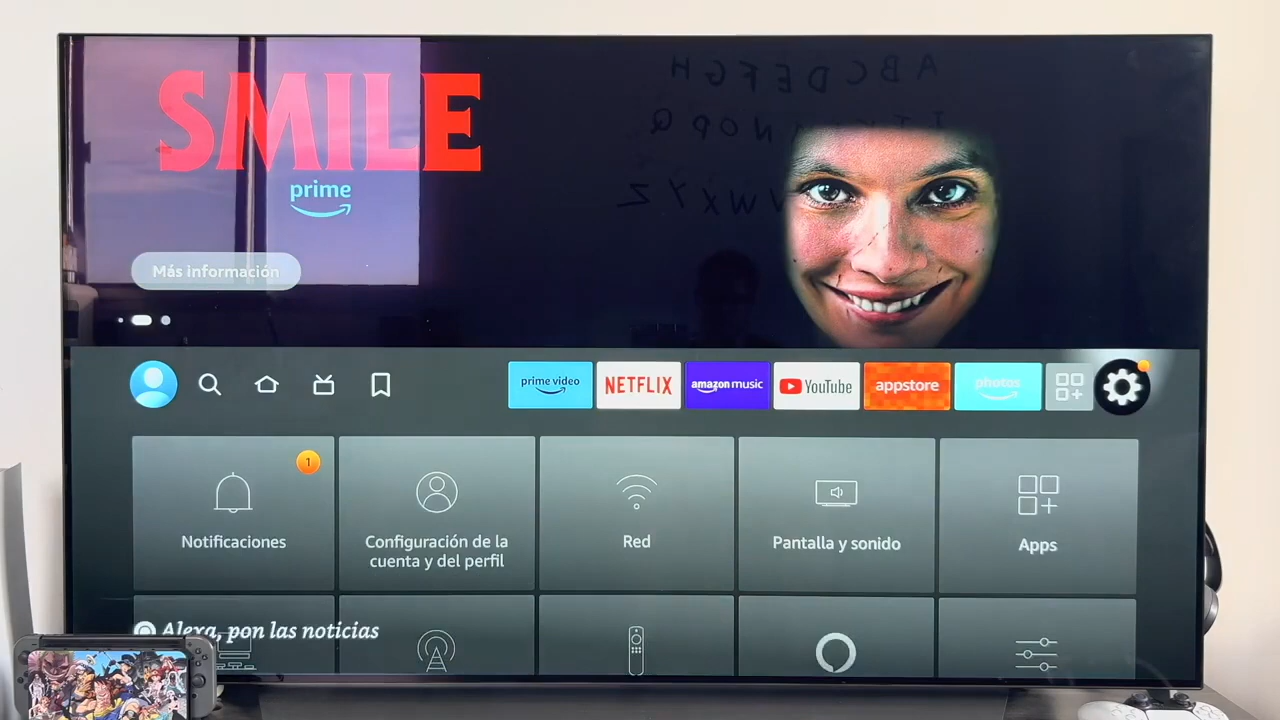 SMILE
prime
Más información
A B C D E F G H
N O P Q
V W X Y Z
prime video
NETFLIX
amazon music
YouTube
appstore
photos
Notificaciones
1
Configuración de la
cuenta y del perfil
Red
Pantalla y sonido
Apps
Alexa, pon las noticias